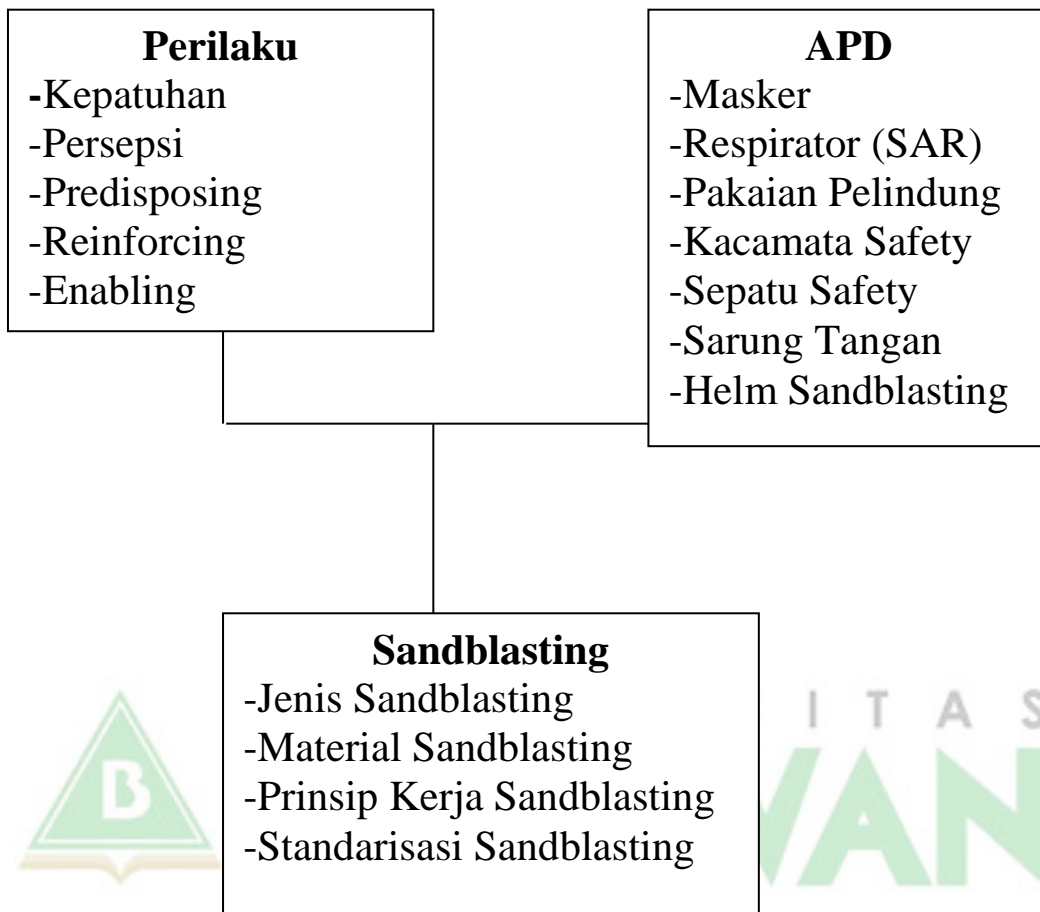 Perilaku
-Kepatuhan
-Persepsi
-Predisposing
-Reinforcing
-Enabling
APD
-Masker
-Respirator (SAR)
-Pakaian Pelindung
-Kacamata Safety
-Sepatu Safety
-Sarung Tangan
-Helm Sandblasting
Sandblasting
-Jenis Sandblasting
-Material Sandblasting
-Prinsip Kerja Sandblasting
-Standarisasi Sandblasting
B
I T A S
VAN